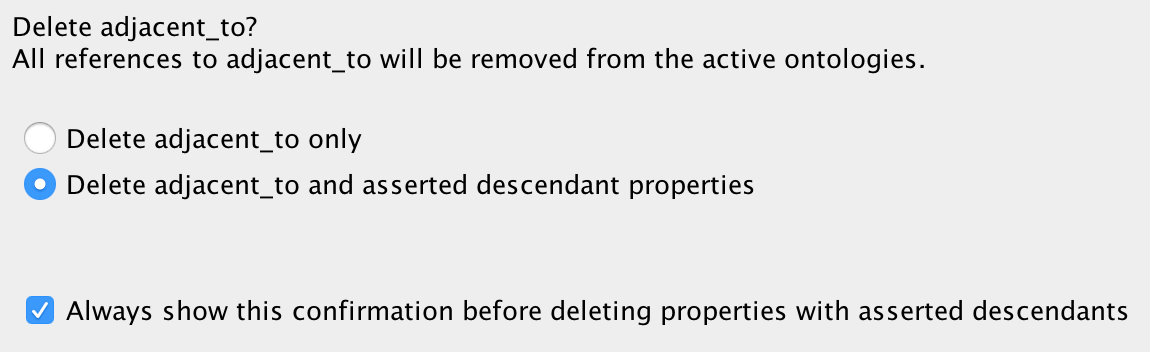 Delete adjacent_to?
All references to adjacent_to will be removed from the active ontologies.
Delete adjacent_to only
Delete adjacent_to and asserted descendant properties
Always show this confirmation before deleting properties with asserted descendants